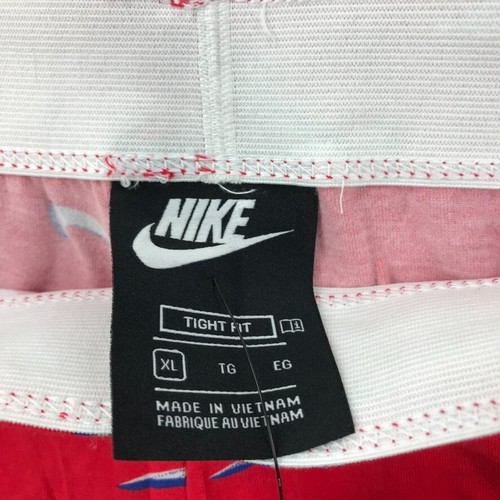 NIKE
TIGHT FIT
XL TG EG
MADE IN VIETNAM
FABRIQUE AU VIETNAM